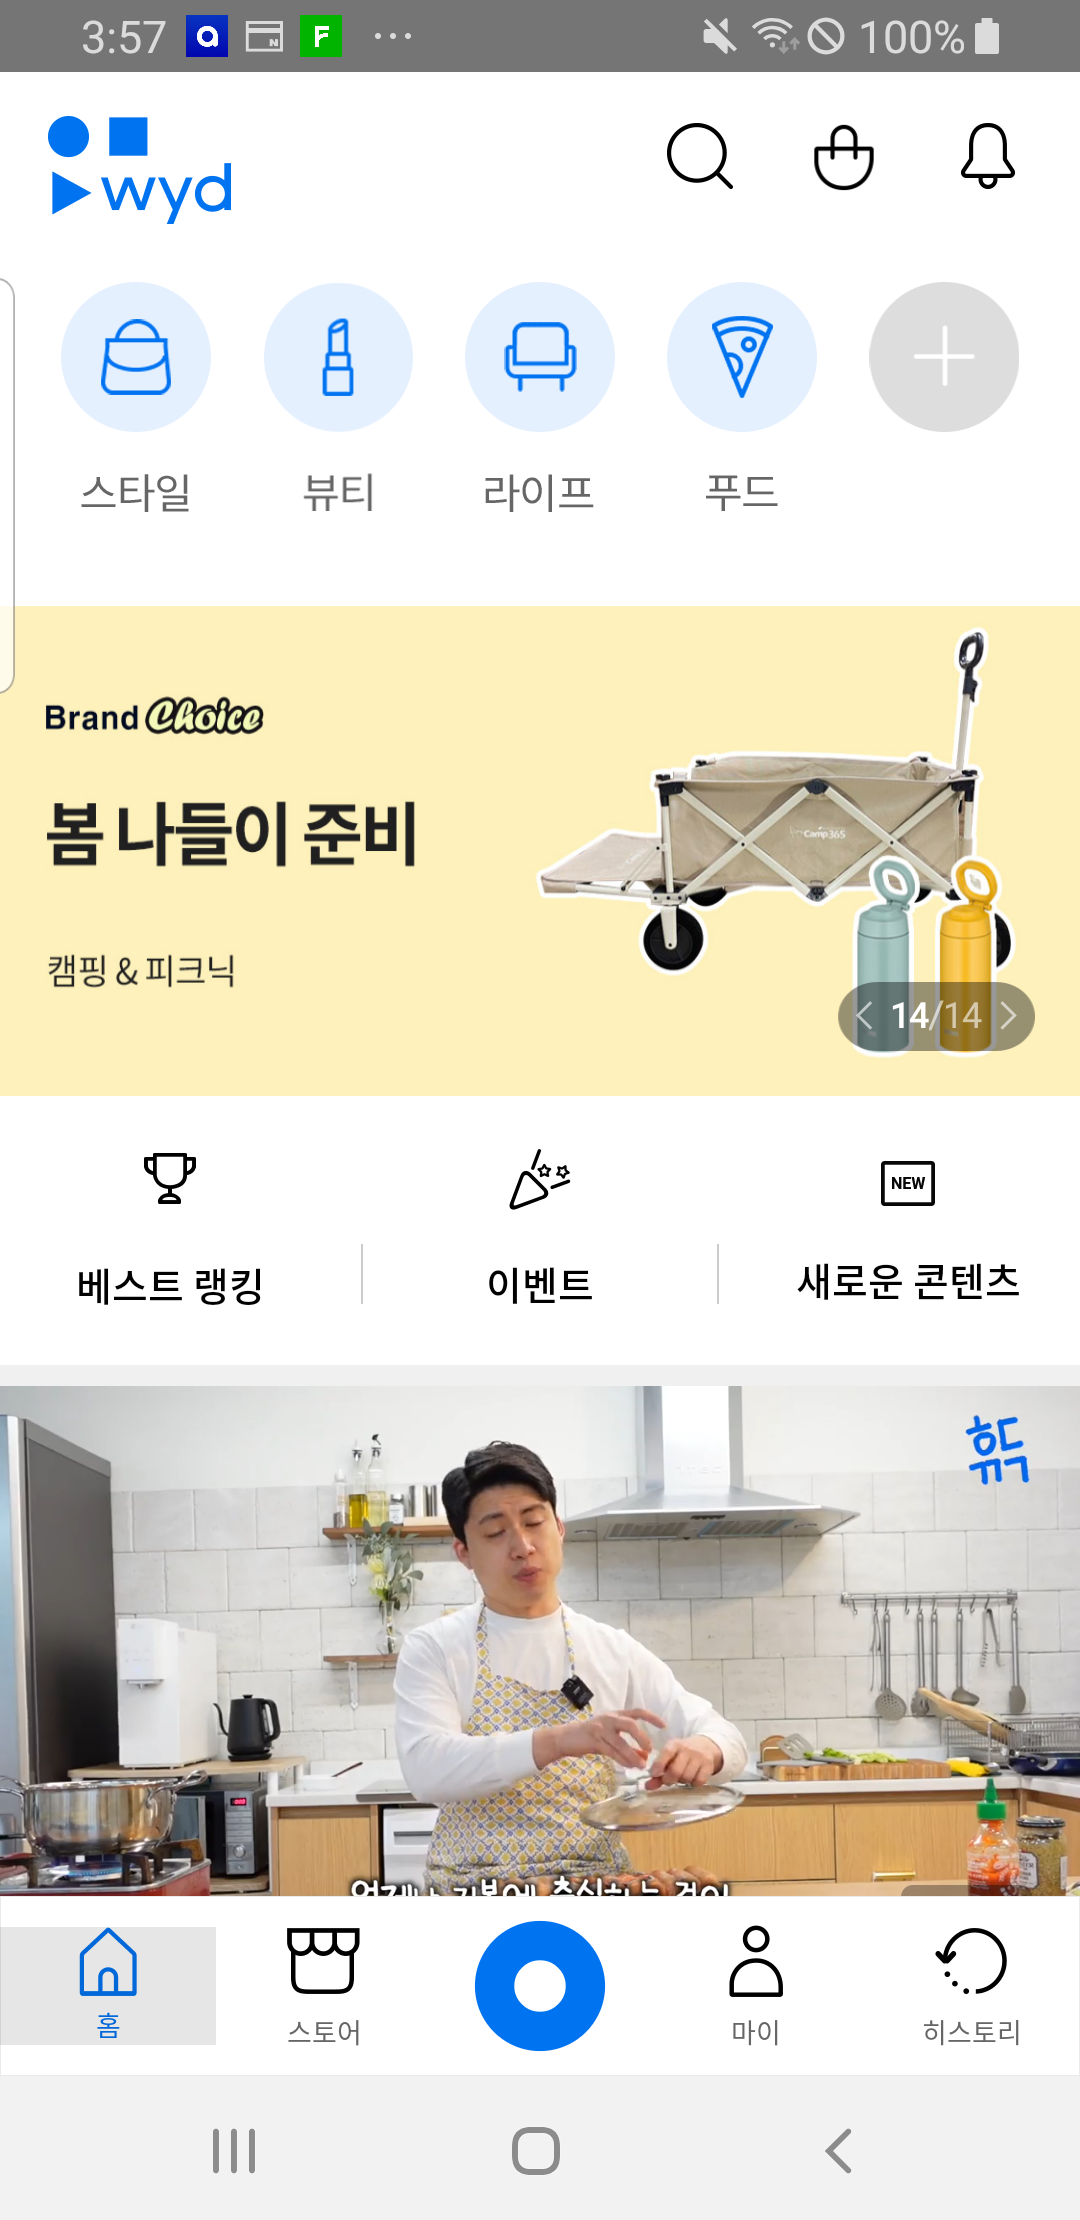 3:57
100%
wyd
스타일
뷰티
라이프
푸드
Brand Choice
봄 나들이 준비
캠핑 & 피크닉
Camp365
14/14
NEW
베스트 랭킹
이벤트
새로운 콘텐츠
홈
스토어
마이
히스토리